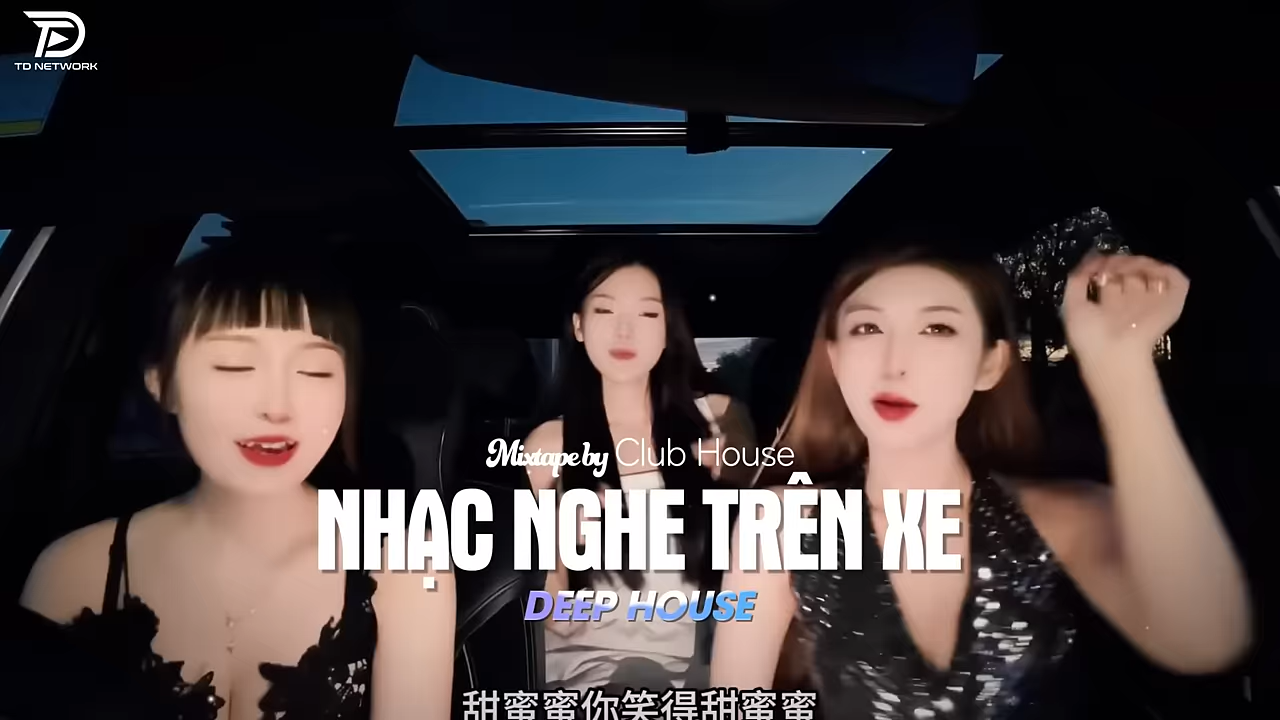 TD NETWORK
Mixtape by Club House
NHẠC NGHE TRÊN XE
DEEP HOUSE
甜蜜蜜你笑得甜蜜蜜